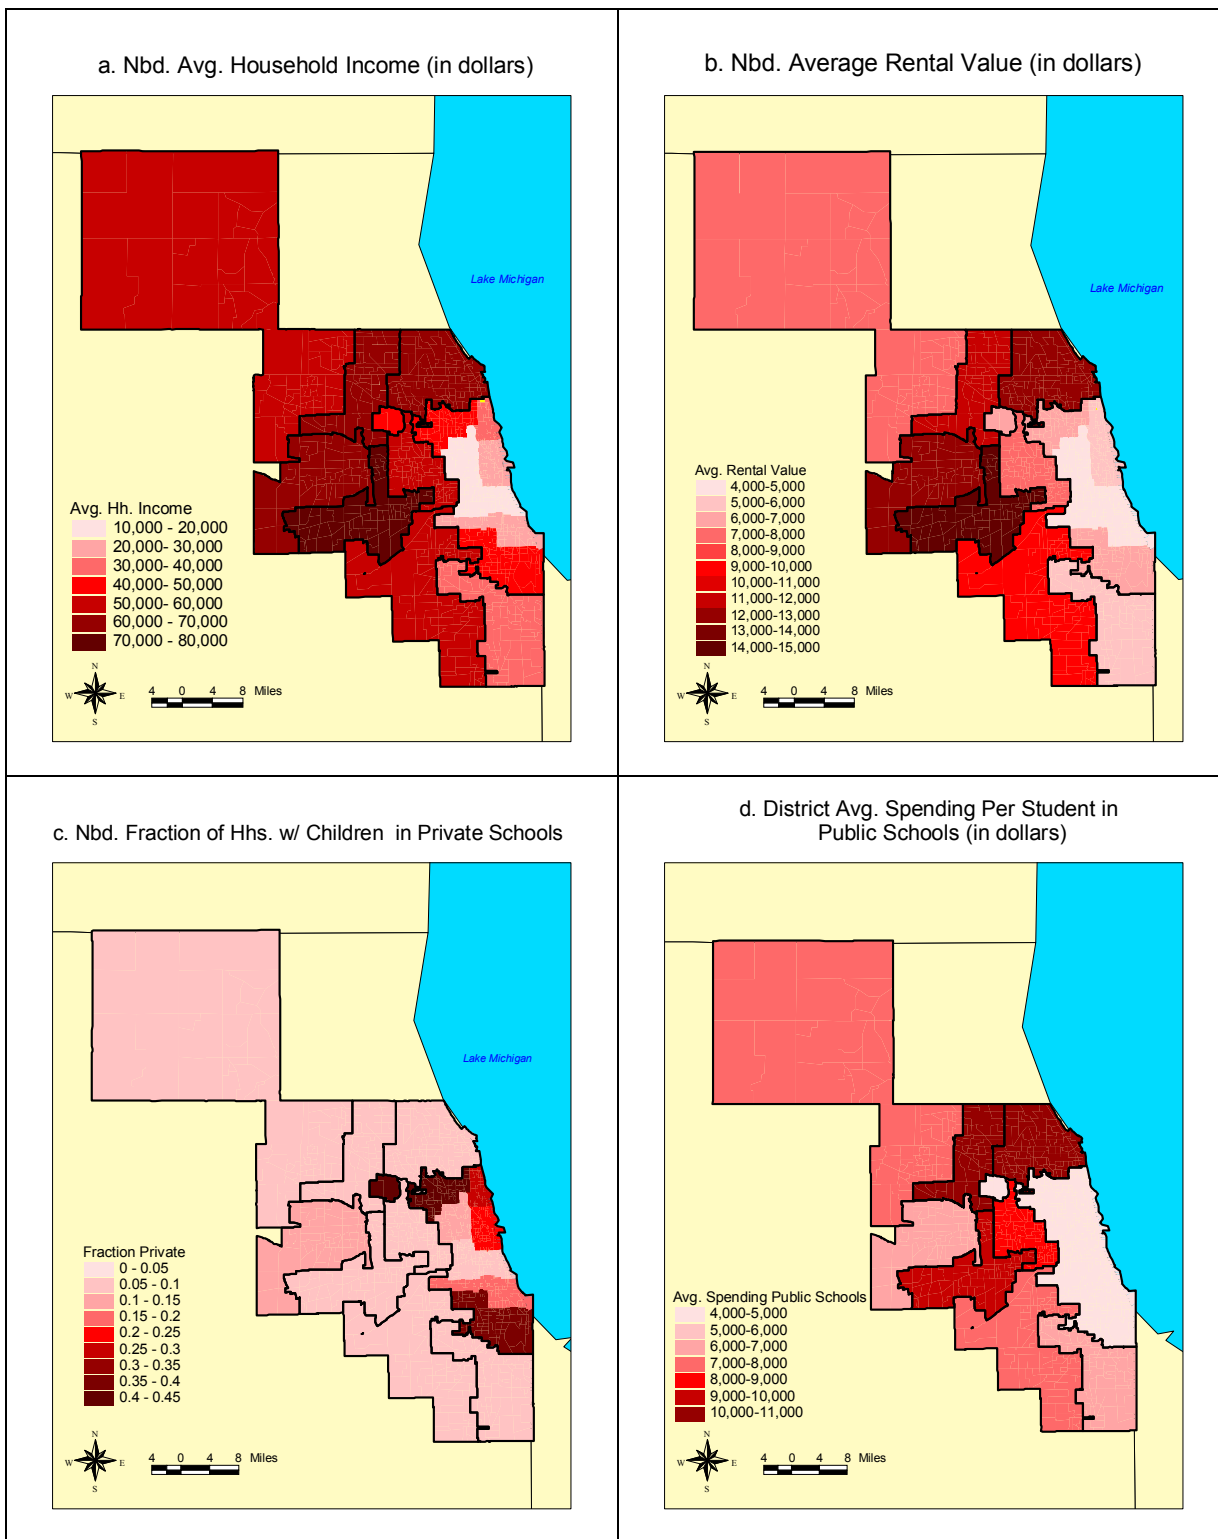 a. Nbd. Avg. Household Income (in dollars)
Lake Michigan
Avg. Hh. Income
10,000 - 20,000
20,000- 30,000
30,000- 40,000
40,000- 50,000
50,000- 60,000
60,000 - 70,000
70,000 - 80,000
N
W E
S
4 0 4 8 Miles
b. Nbd. Average Rental Value (in dollars)
Lake Michigan
Avg. Rental Value
4,000-5,000
5,000-6,000
6,000-7,000
7,000-8,000
8,000-9,000
9,000-10,000
10,000-11,000
11,000-12,000
12,000-13,000
13,000-14,000
14,000-15,000
N
W E
S
4 0 4 8 Miles
c. Nbd. Fraction of Hhs. w/ Children in Private Schools
Lake Michigan
Fraction Private
0 - 0.05
0.05 - 0.1
0.1 - 0.15
0.15 - 0.2
0.2 - 0.25
0.25 - 0.3
0.3 - 0.35
0.35 - 0.4
0.4 - 0.45
N
W E
S
4 0 4 8 Miles
d. District Avg. Spending Per Student in
Public Schools (in dollars)
Avg. Spending Public Schools
4,000-5,000
5,000-6,000
6,000-7,000
7,000-8,000
8,000-9,000
9,000-10,000
10,000-11,000
N
W E
S
4 0 4 8 Miles